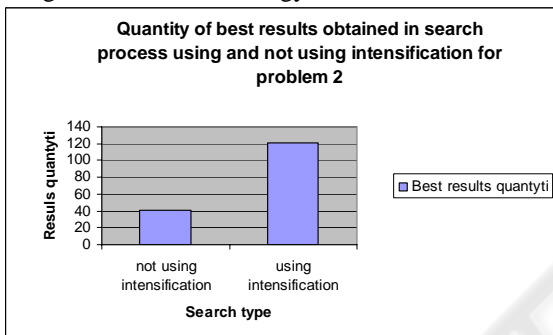 Quantity of best results obtained in search
process using and not using intensification for
problem 2
140
120
100
80
60
40
20
0
Resuls quantyti
not using
intensification
using
intensification
Search type
Best results quantyti